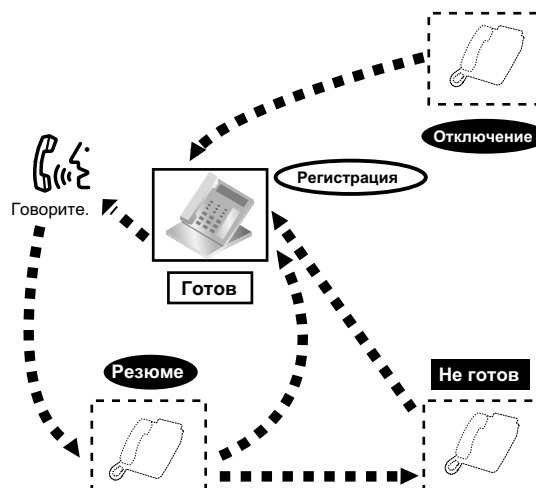 Отключение
Регистрация
Говорите.
Готов
Резюме
Не готов